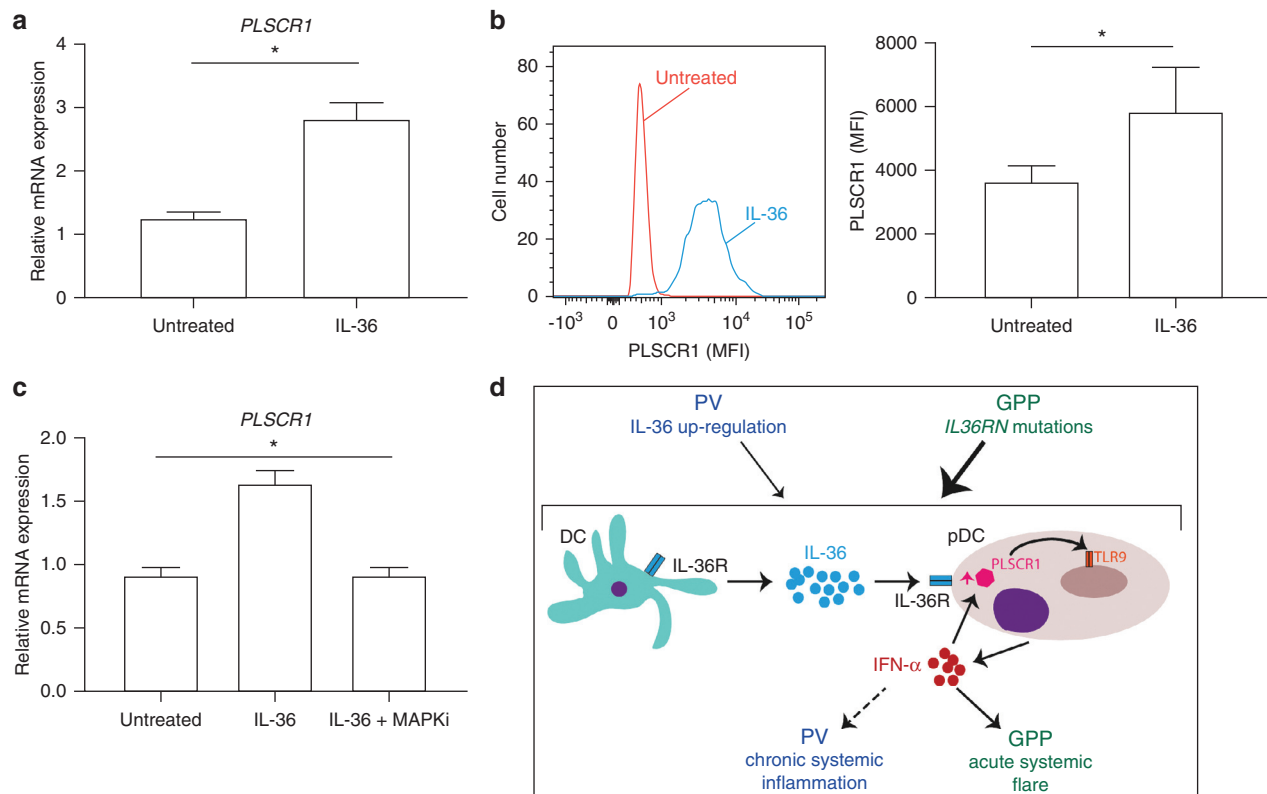 a
PLSCR1
*
4
3
2
1
0
Relative mRNA expression
Untreated
IL-36
b
80
60
40
20
0
Cell number
Untreated
IL-36
-10³
0
10³
10⁴
10⁵
PLSCR1 (MFI)
*
8000
6000
4000
2000
0
PLSCR1 (MFI)
Untreated
IL-36
c
PLSCR1
*
2.0
1.5
1.0
0.5
0.0
Relative mRNA expression
Untreated
IL-36
IL-36 + MAPKi
d
PV
IL-36 up-regulation
GPP
IL36RN mutations
DC
IL-36R
IL-36
IL-36R
pDC
PLSCR1
TLR9
IFN-α
PV
chronic systemic
inflammation
GPP
acute systemic
flare